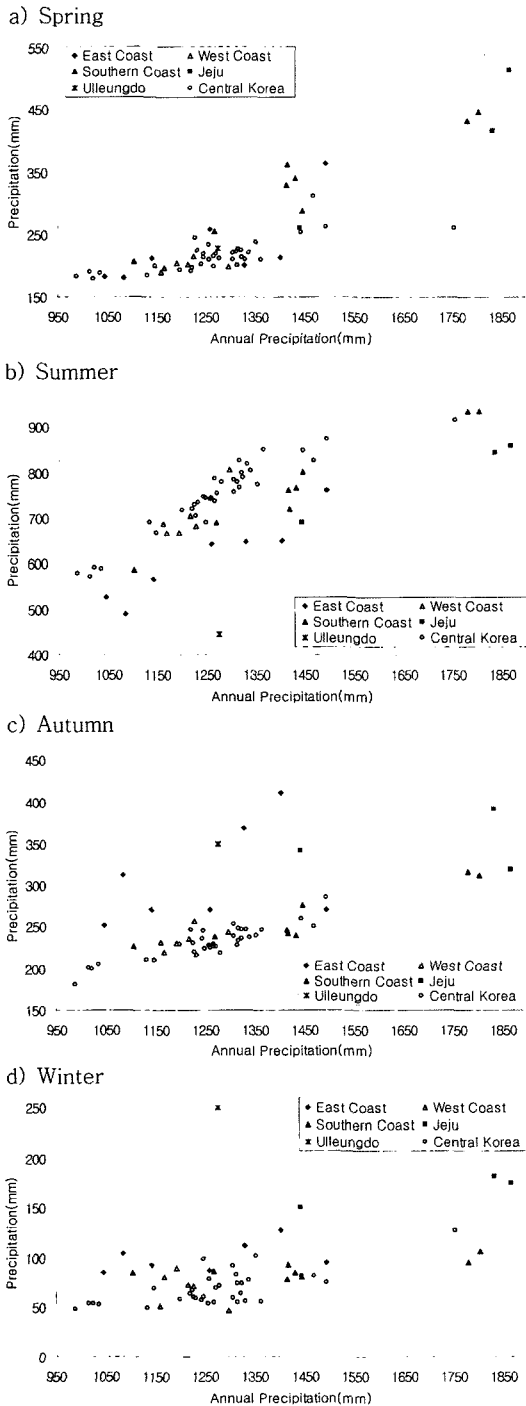 a) Spring
550
450
350
250
150
Precipitation(mm)
East Coast West Coast
Southern Coast Jeju
Ulleungdo Central Korea
950 1050 1150 1250 1350 1450 1550 1650 1750 1850
Annual Precipitation(mm)
b) Summer
900
800
700
600
500
400
Precipitation(mm)
East Coast West Coast
Southern Coast Jeju
Ulleungdo Central Korea
950 1050 1150 1250 1350 1450 1550 1650 1750 1850
Annual Precipitation(mm)
c) Autumn
450
400
350
300
250
200
150
Precipitation(mm)
East Coast West Coast
Southern Coast Jeju
Ulleungdo Central Korea
950 1050 1150 1250 1350 1450 1550 1650 1750 1850
Annual Precipitation(mm)
d) Winter
250
200
150
100
50
0
Precipitation(mm)
East Coast West Coast
Southern Coast Jeju
Ulleungdo Central Korea
950 1050 1150 1250 1350 1450 1550 1650 1750 1850
Annual Precipitation(mm)